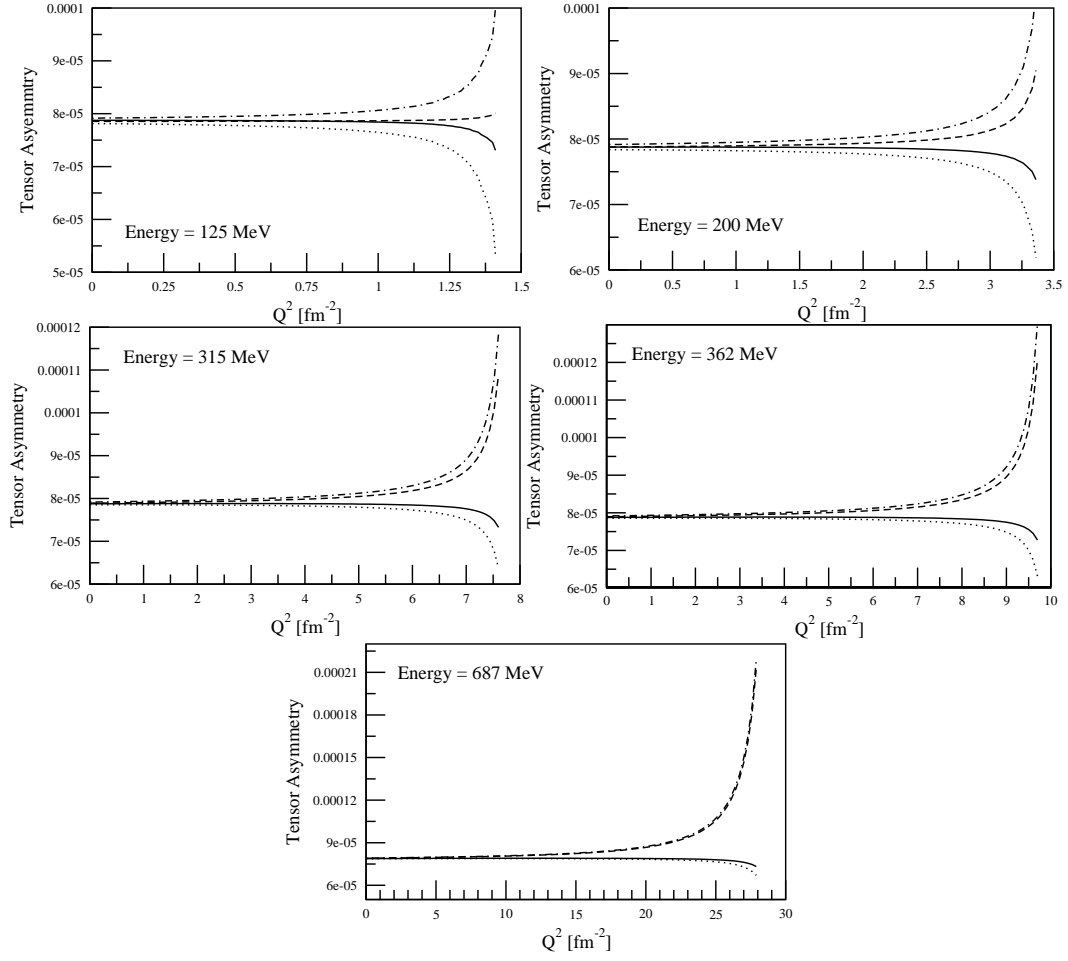 0.0001
9e-05
8e-05
7e-05
6e-05
5e-05
Tensor Asyemmtry
Energy = 125 MeV
0 0.25 0.5 0.75 1 1.25 1.5
Q^2 [fm^-2]
0.0001
9e-05
8e-05
7e-05
6e-05
Tensor Asymmetry
Energy = 200 MeV
0 0.5 1 1.5 2 2.5 3 3.5
Q^2 [fm^-2]
0.00012
0.00011
0.0001
9e-05
8e-05
7e-05
6e-05
Tensor Asymmetry
Energy = 315 MeV
0 1 2 3 4 5 6 7 8
Q^2 [fm^-2]
0.00012
0.00011
0.0001
9e-05
8e-05
7e-05
6e-05
Tensor Asymmetry
Energy = 362 MeV
0 1 2 3 4 5 6 7 8 9 10
Q^2 [fm^-2]
0.00021
0.00018
0.00015
0.00012
9e-05
6e-05
Tensor Asymmetry
Energy = 687 MeV
0 5 10 15 20 25 30
Q^2 [fm^-2]